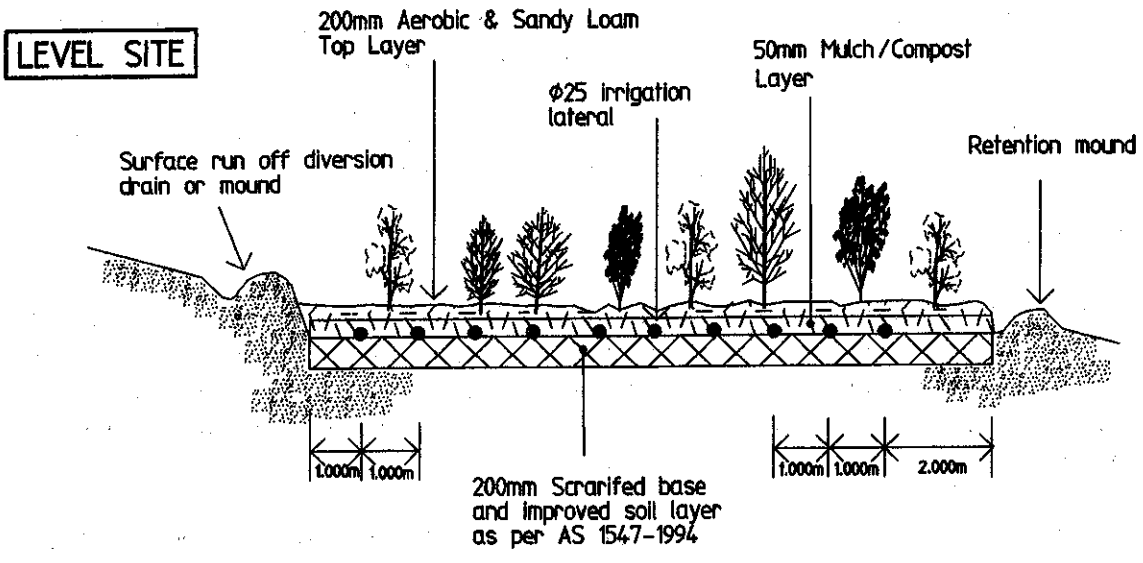 LEVEL SITE
200mm Aerobic & Sandy Loam
Top Layer
50mm Mulch/Compost
Layer
Φ25 irrigation
lateral
Retention mound
Surface run off diversion
drain or mound
1.000m 1.000m
1.000m 1.000m 2.000m
200mm Scrarifed base
and improved soil layer
as per AS 1547-1994